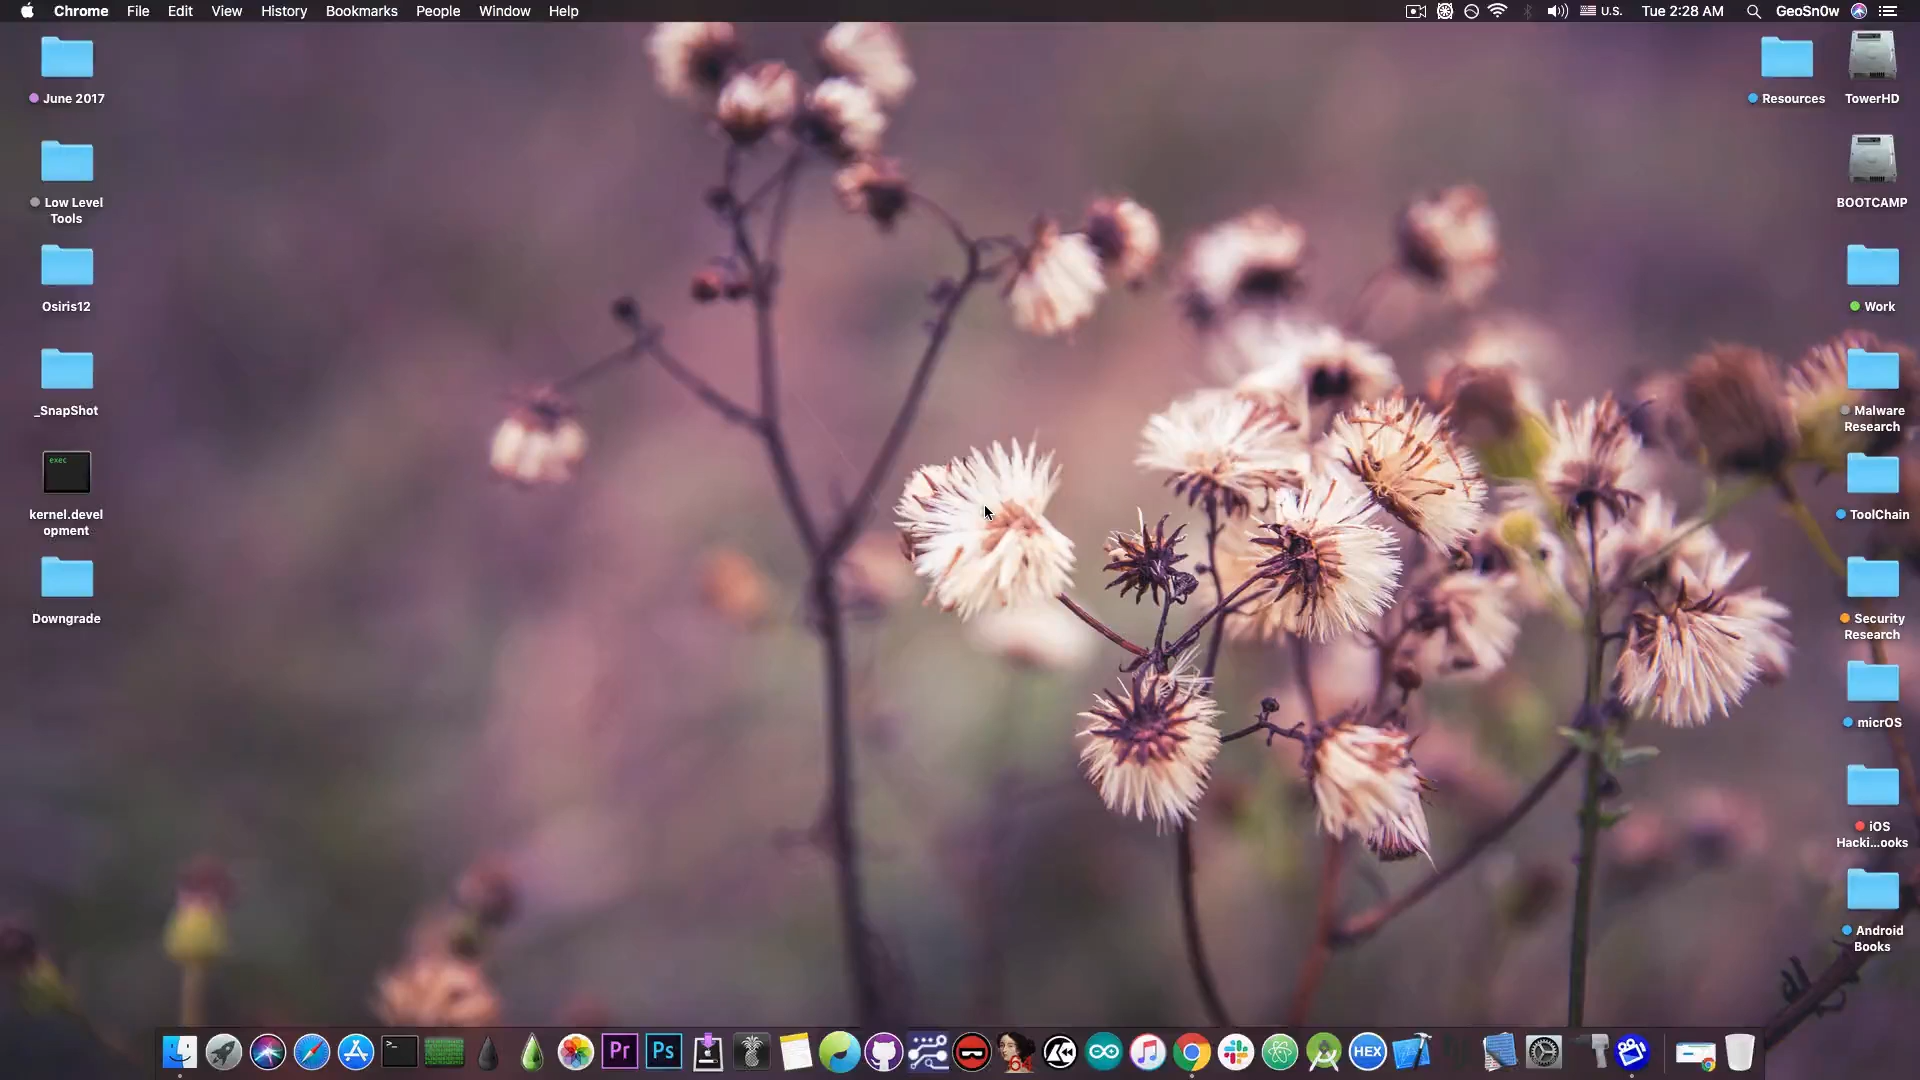 Chrome File Edit View History Bookmarks People Window Help
U.S. Tue 2:28 AM GeoSn0w
June 2017
Low Level
Tools
Osiris12
_SnapShot
exec
kernel.devel
opment
Downgrade
Resources
TowerHD
BOOTCAMP
Work
Malware
Research
ToolChain
Security
Research
micrOS
iOS
Hacki...ooks
Android
Books
>_
Pr
Ps
64
HEX